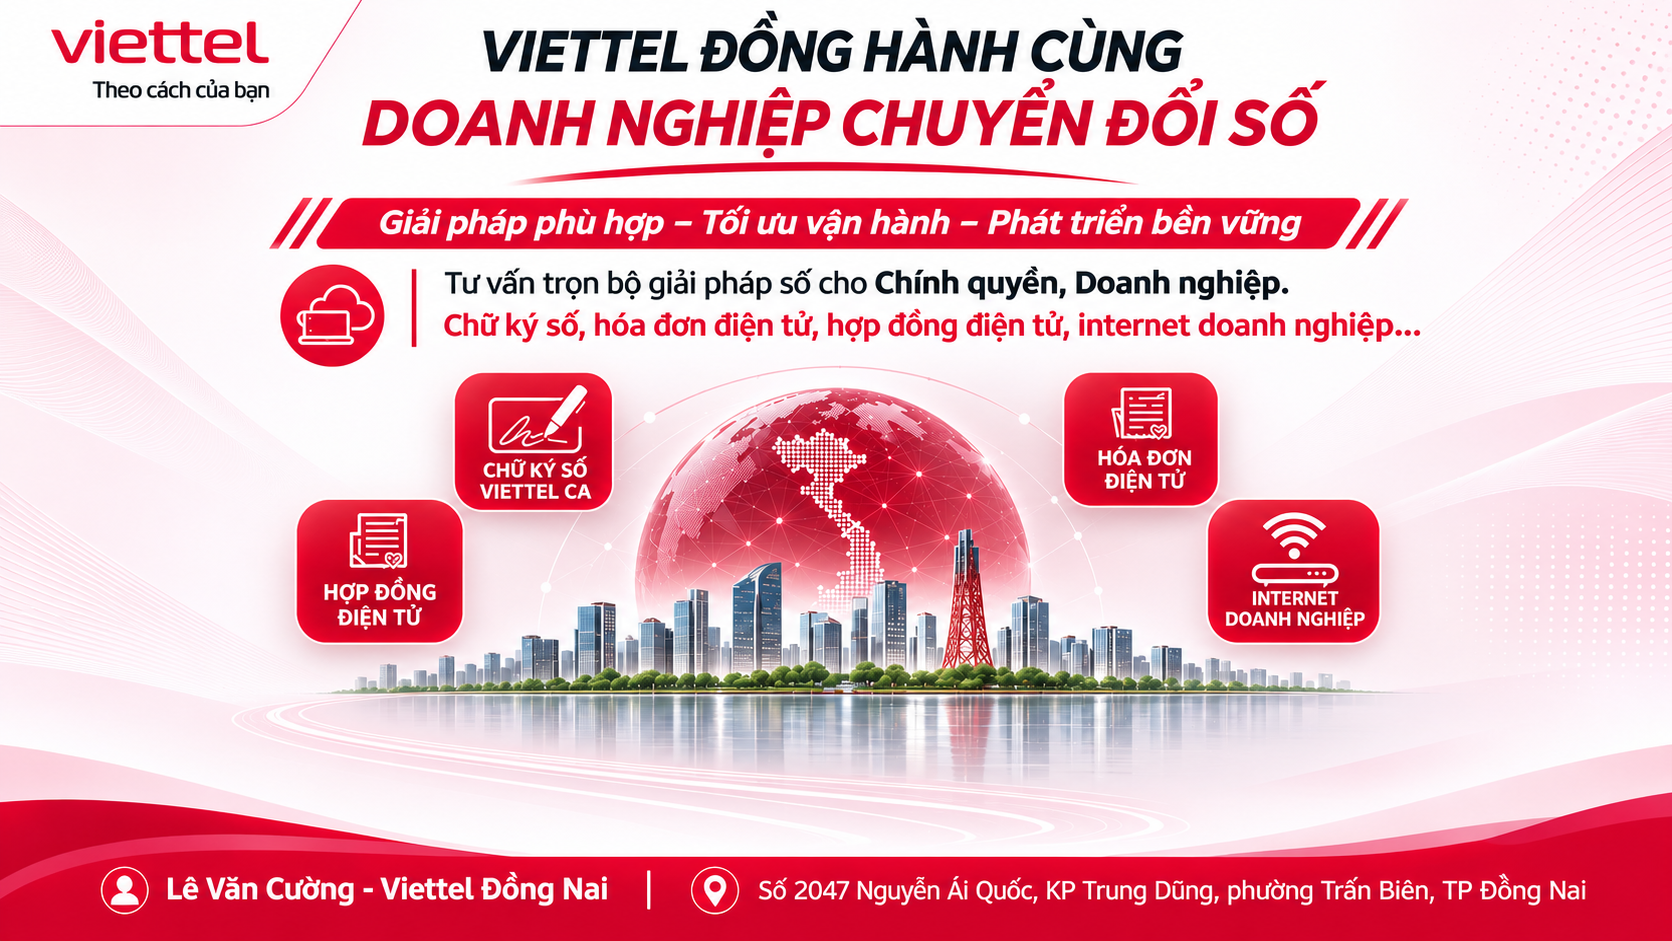 viettel
Theo cách của bạn
VIETTEL ĐỒNG HÀNH CÙNG
DOANH NGHIỆP CHUYỂN ĐỔI SỐ
Giải pháp phù hợp – Tối ưu vận hành – Phát triển bền vững
Tư vấn trọn bộ giải pháp số cho Chính quyền, Doanh nghiệp.
Chữ ký số, hóa đơn điện tử, hợp đồng điện tử, internet doanh nghiệp...
CHỮ KÝ SỐ
VIETTEL CA
HÓA ĐƠN
ĐIỆN TỬ
HỢP ĐỒNG
ĐIỆN TỬ
INTERNET
DOANH NGHIỆP
Lê Văn Cường - Viettel Đồng Nai
Số 2047 Nguyễn Ái Quốc, KP Trung Dũng, phường Trấn Biên, TP Đồng Nai